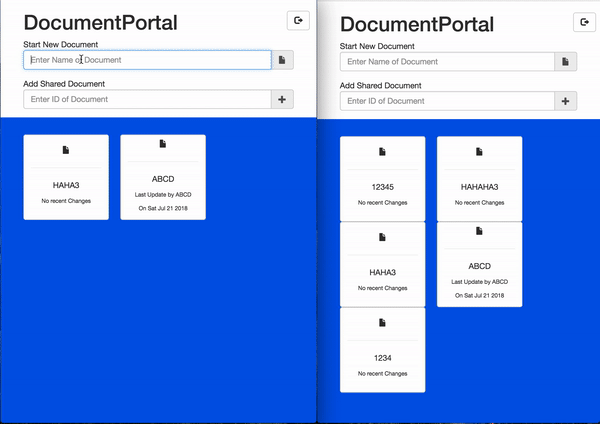 DocumentPortal
Start New Document
Enter Name of Document
Add Shared Document
Enter ID of Document
HAHA3
No recent Changes
ABCD
Last Update by ABCD
On Sat Jul 21 2018
DocumentPortal
Start New Document
Enter Name of Document
Add Shared Document
Enter ID of Document
12345
No recent Changes
HAHAHA3
No recent Changes
HAHA3
No recent Changes
ABCD
Last Update by ABCD
On Sat Jul 21 2018
1234
No recent Changes